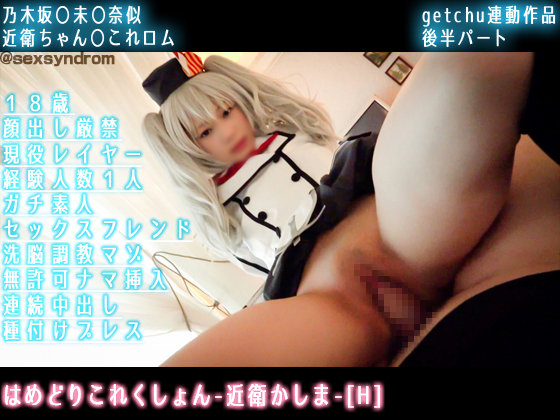 乃木坂〇未〇奈似
近衛ちゃん〇これロム
@sexsyndrom
getchu連動作品
後半パート
18歳
顔出し厳禁
現役レイヤー
経験人数1人
ガチ素人
セックスフレンド
洗脳調教マゾ
無許可ナマ挿入
連続中出し
種付けプレス
はめどりこれくしょん-近衛かしま-[H]